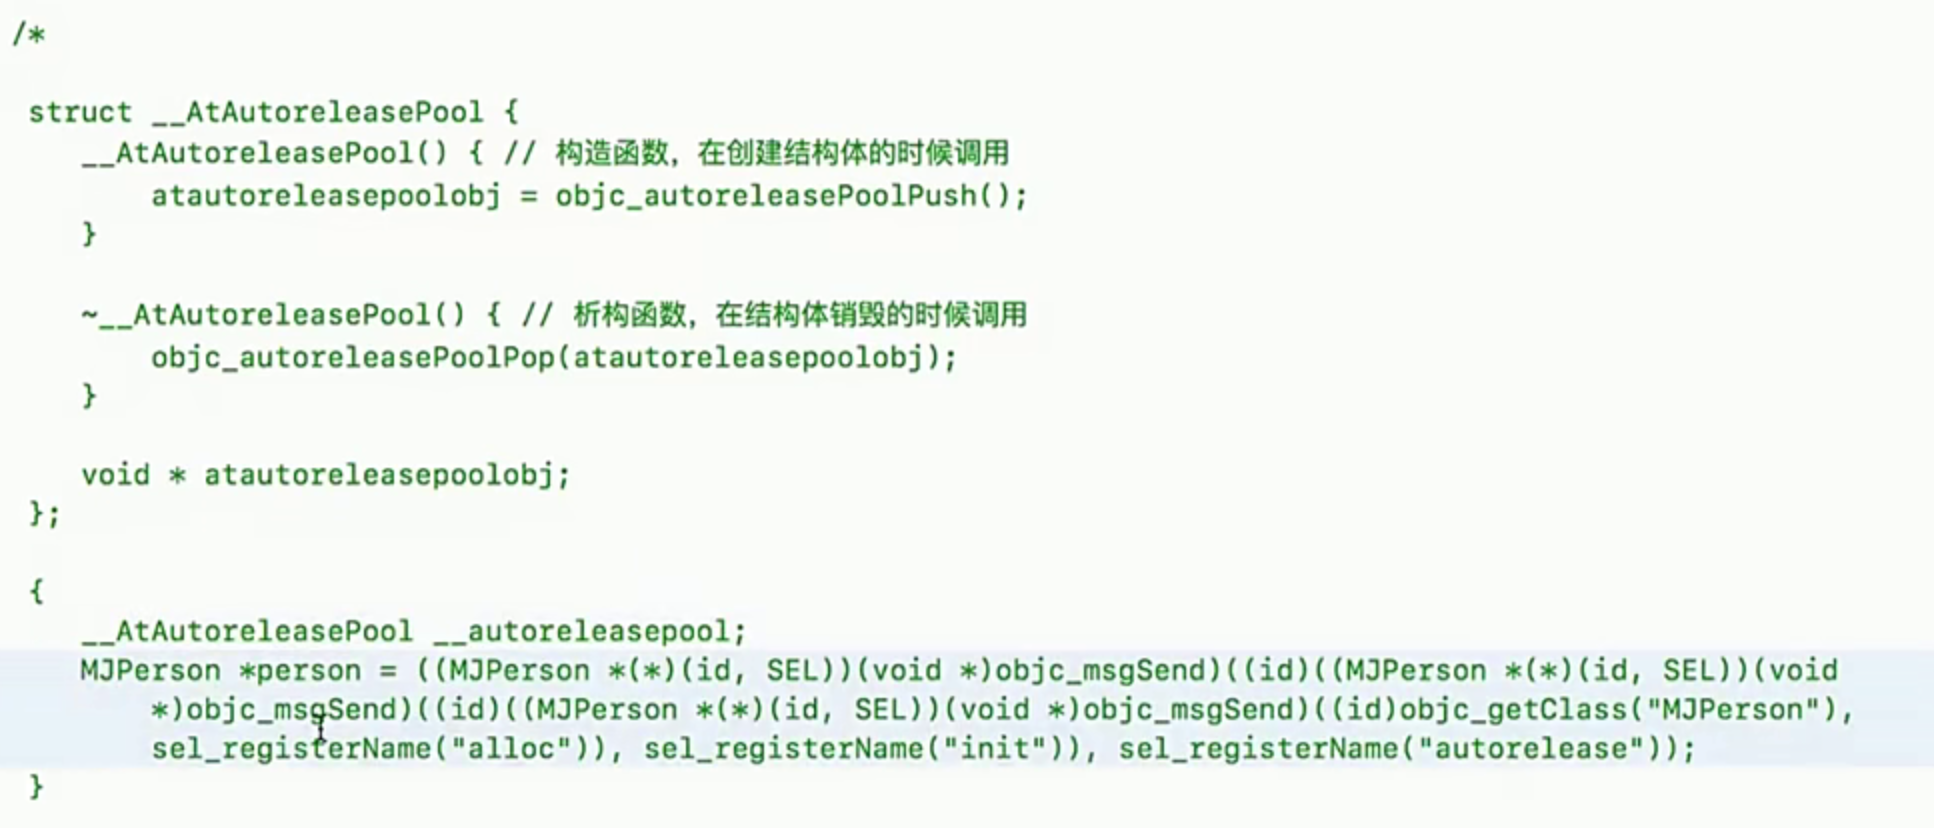 /*
struct __AtAutoreleasePool {
__AtAutoreleasePool() { // 构造函数，在创建结构体的时候调用
atautoreleasepoolobj = objc_autoreleasePoolPush();
}
~__AtAutoreleasePool() { // 析构函数，在结构体销毁的时候调用
objc_autoreleasePoolPop(atautoreleasepoolobj);
}
void * atautoreleasepoolobj;
};
{
__AtAutoreleasePool __autoreleasepool;
MJPerson *person = ((MJPerson *(*)(id, SEL))(void *)objc_msgSend)((id)((MJPerson *(*)(id, SEL))(void
*)objc_msgSend)((id)((MJPerson *(*)(id, SEL))(void *)objc_msgSend)((id)objc_getClass("MJPerson"),
sel_registerName("alloc")), sel_registerName("init")), sel_registerName("autorelease"));
}